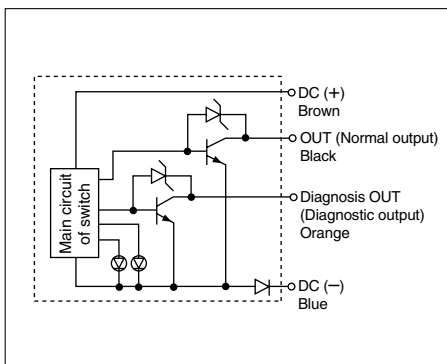 DC (+)
Brown
OUT (Normal output)
Black
Main circuit
of switch
Diagnosis OUT
(Diagnostic output)
Orange
DC (−)
Blue